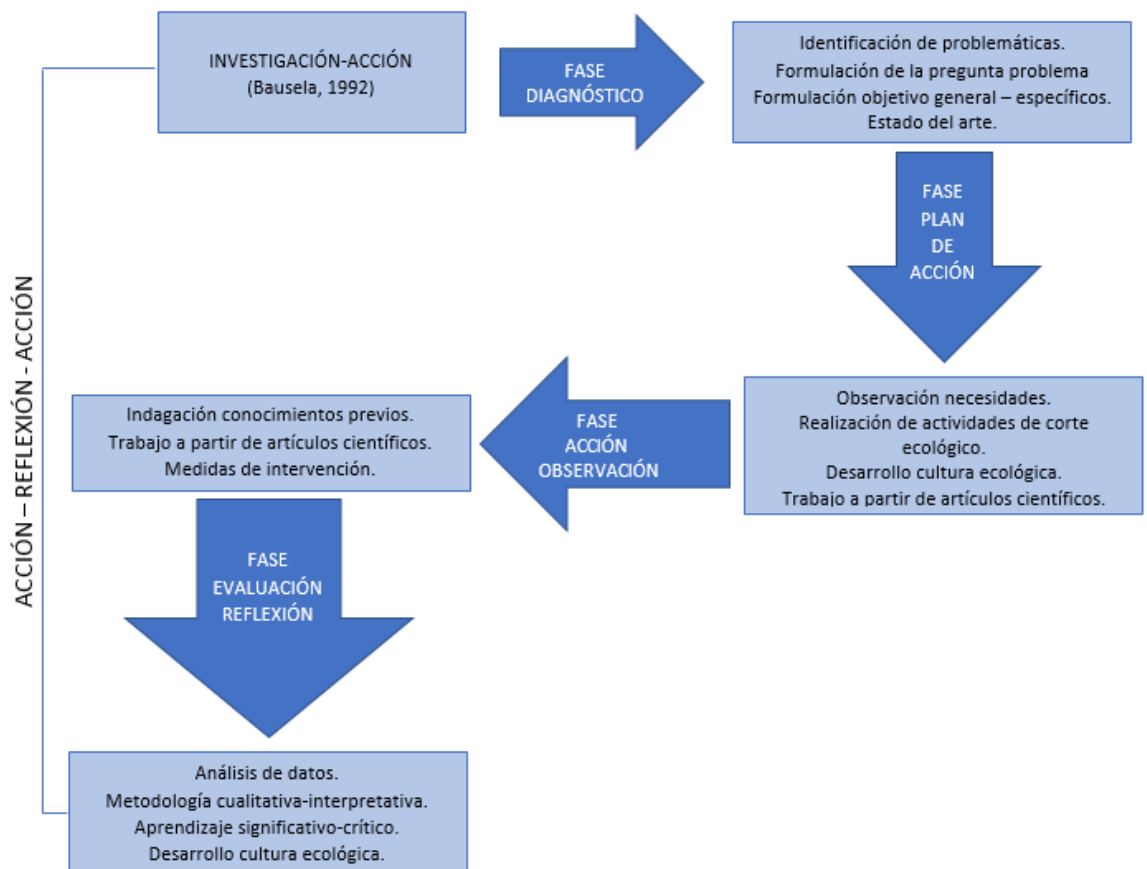 INVESTIGACIÓN-ACCIÓN
(Bausela, 1992)
FASE
DIAGNÓSTICO
Identificación de problemáticas.
Formulación de la pregunta problema
Formulación objetivo general – específicos.
Estado del arte.
FASE
PLAN
DE
ACCIÓN
Observación necesidades.
Realización de actividades de corte
ecológico.
Desarrollo cultura ecológica.
Trabajo a partir de artículos científicos.
FASE
ACCIÓN
OBSERVACIÓN
Indagación conocimientos previos.
Trabajo a partir de artículos científicos.
Medidas de intervención.
FASE
EVALUACIÓN
REFLEXIÓN
Análisis de datos.
Metodología cualitativa-interpretativa.
Aprendizaje significativo-crítico.
Desarrollo cultura ecológica.
ACCIÓN – REFLEXIÓN - ACCIÓN